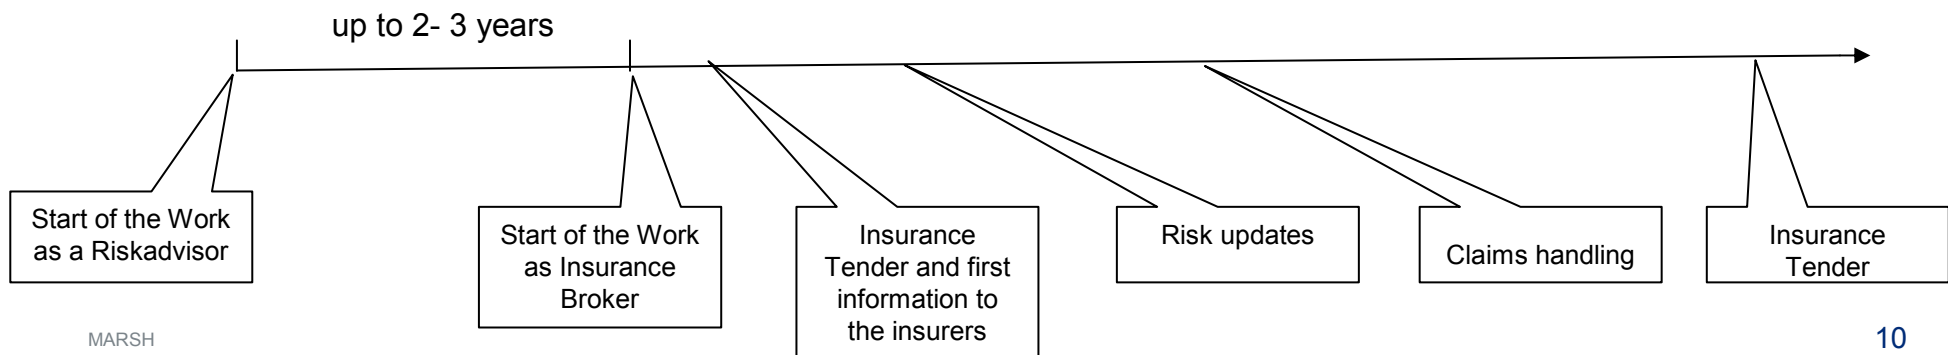 up to 2- 3 years
Start of the Work
as a Riskadvisor
Start of the Work
as Insurance
Broker
Insurance
Tender and first
information to
the insurers
Risk updates
Claims handling
Insurance
Tender
MARSH
10